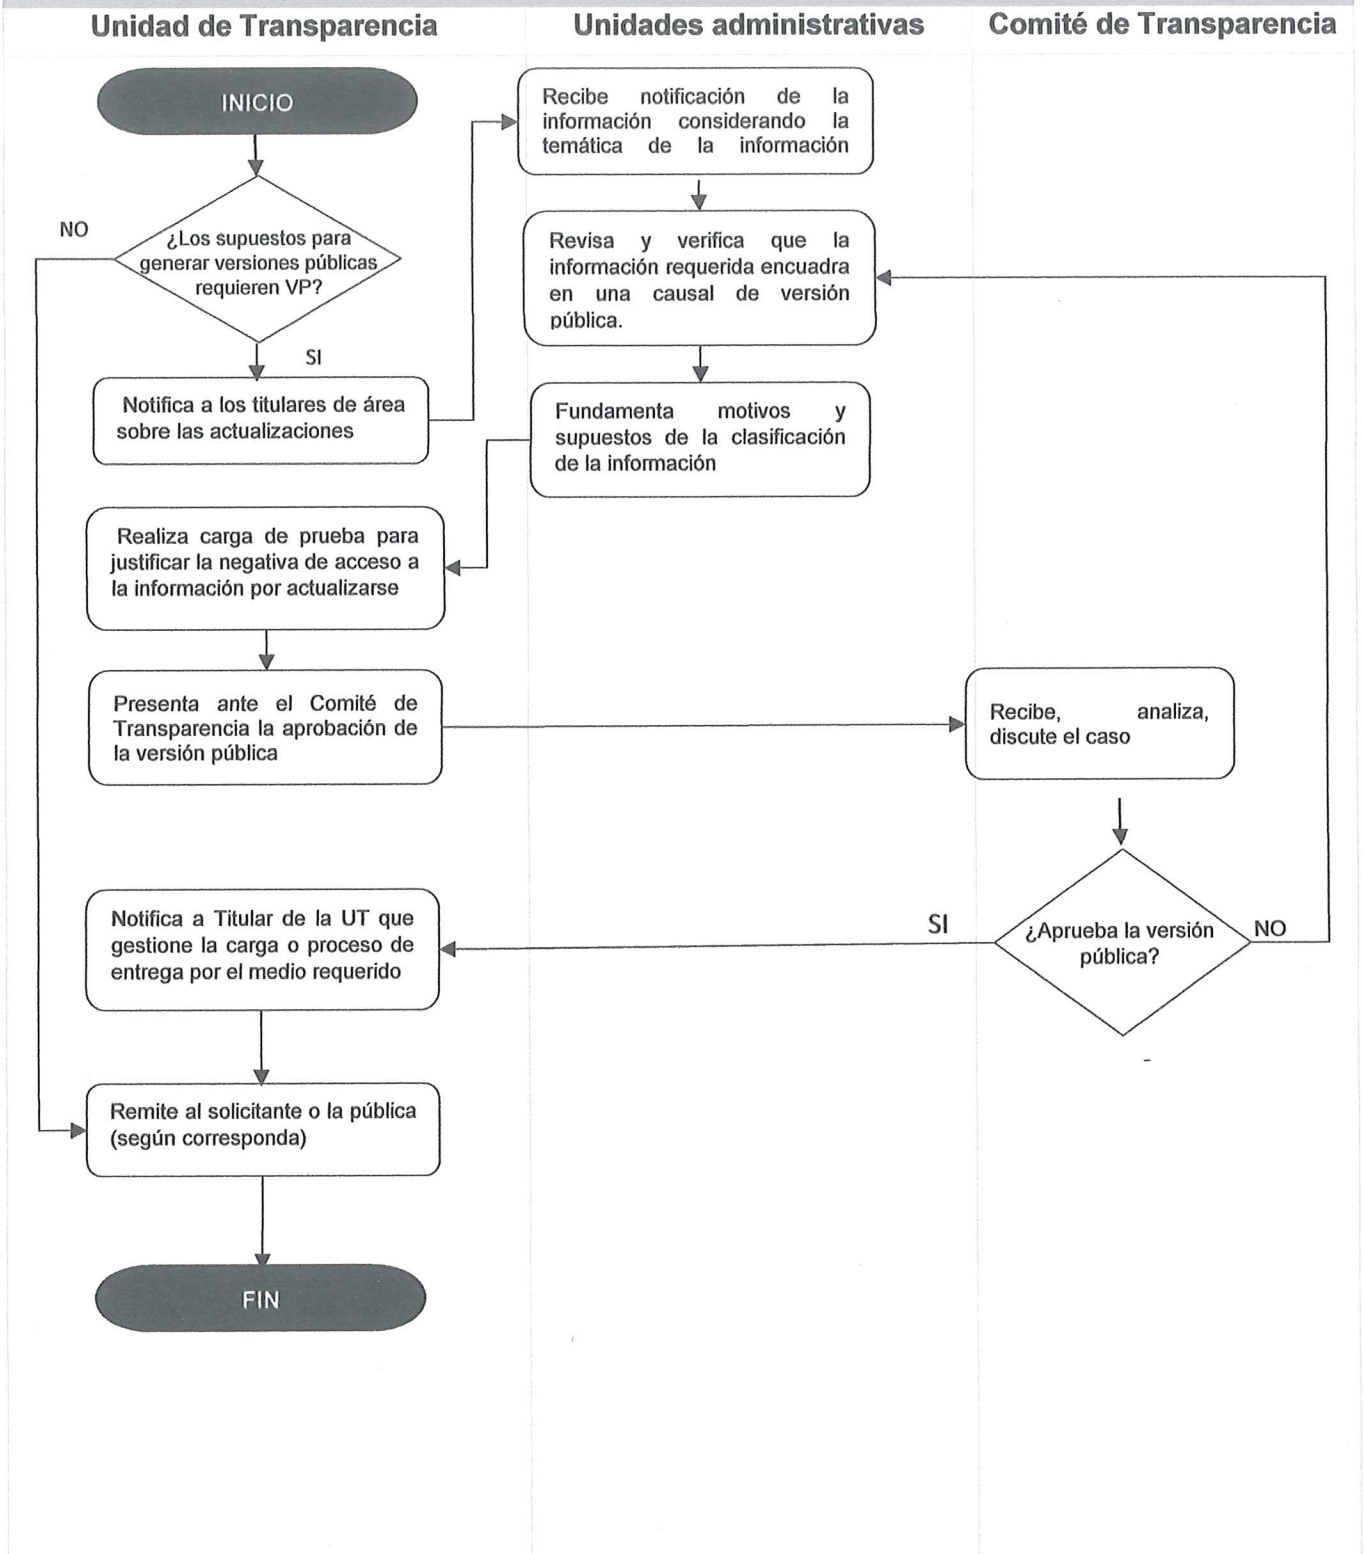 Unidad de Transparencia
Unidades administrativas
Comité de Transparencia
INICIO
NO
¿Los supuestos para
generar versiones públicas
requieren VP?
SI
Notifica a los titulares de área
sobre las actualizaciones
Recibe notificación de la
información considerando la
temática de la información
Revisa y verifica que la
información requerida encuadra
en una causal de versión
pública.
Fundamenta motivos y
supuestos de la clasificación
de la información
Realiza carga de prueba para
justificar la negativa de acceso a
la información por actualizarse
Presenta ante el Comité de
Transparencia la aprobación de
la versión pública
Recibe, analiza,
discute el caso
¿Aprueba la versión
pública?
NO
SI
Notifica a Titular de la UT que
gestione la carga o proceso de
entrega por el medio requerido
Remite al solicitante o la pública
(según corresponda)
FIN